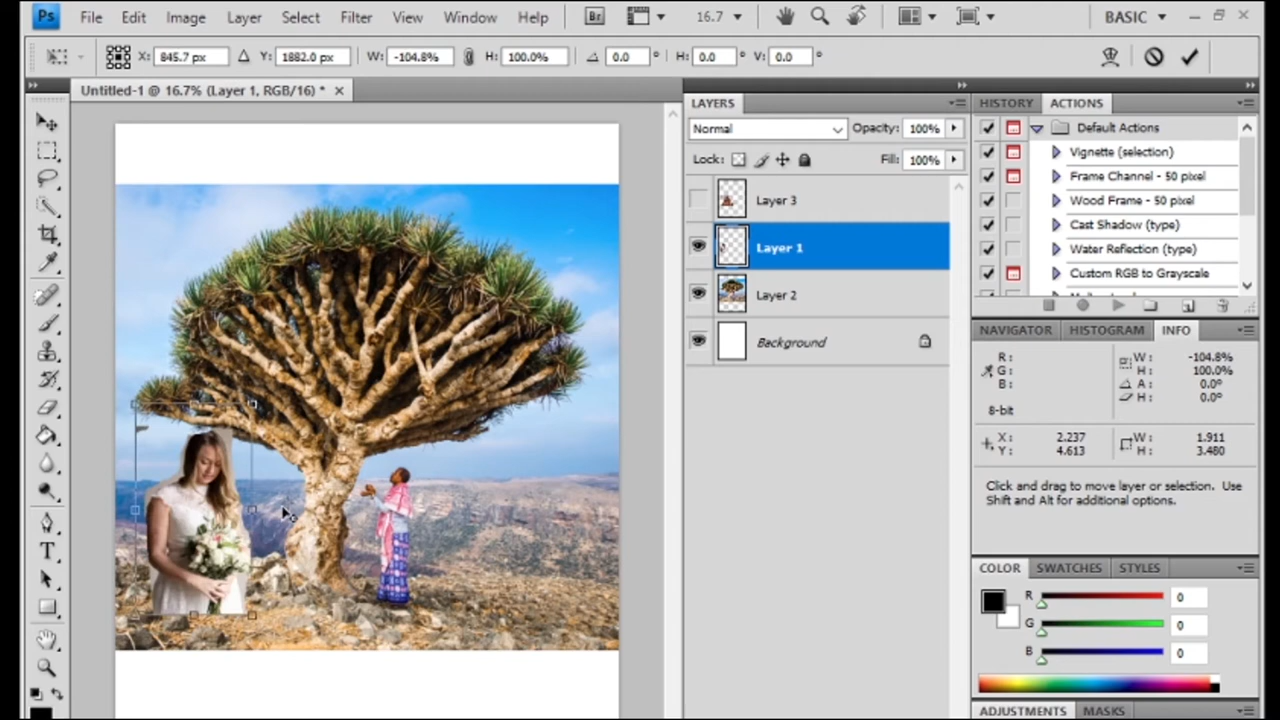 Ps File Edit Image Layer Select Filter View Window Help Br 16.7 BASIC
X: 845.7 px Y: 1882.0 px W: -104.8% H: 100.0% 0.0 ° H: 0.0 ° V: 0.0 °
Untitled-1 @ 16.7% (Layer 1, RGB/16) *
LAYERS
Normal Opacity: 100%
Lock: Fill: 100%
Layer 3
Layer 1
Layer 2
Background
HISTORY ACTIONS
Default Actions
Vignette (selection)
Frame Channel - 50 pixel
Wood Frame - 50 pixel
Cast Shadow (type)
Water Reflection (type)
Custom RGB to Grayscale
NAVIGATOR HISTOGRAM INFO
R: W: -104.8%
G: H: 100.0%
B: A: 0.0°
H: 0.0°
8-bit
X: 2.237 W: 1.911
Y: 4.613 H: 3.480
Click and drag to move layer or selection. Use
Shift and Alt for additional options.
COLOR SWATCHES STYLES
R 0
G 0
B 0
ADJUSTMENTS MASKS
T